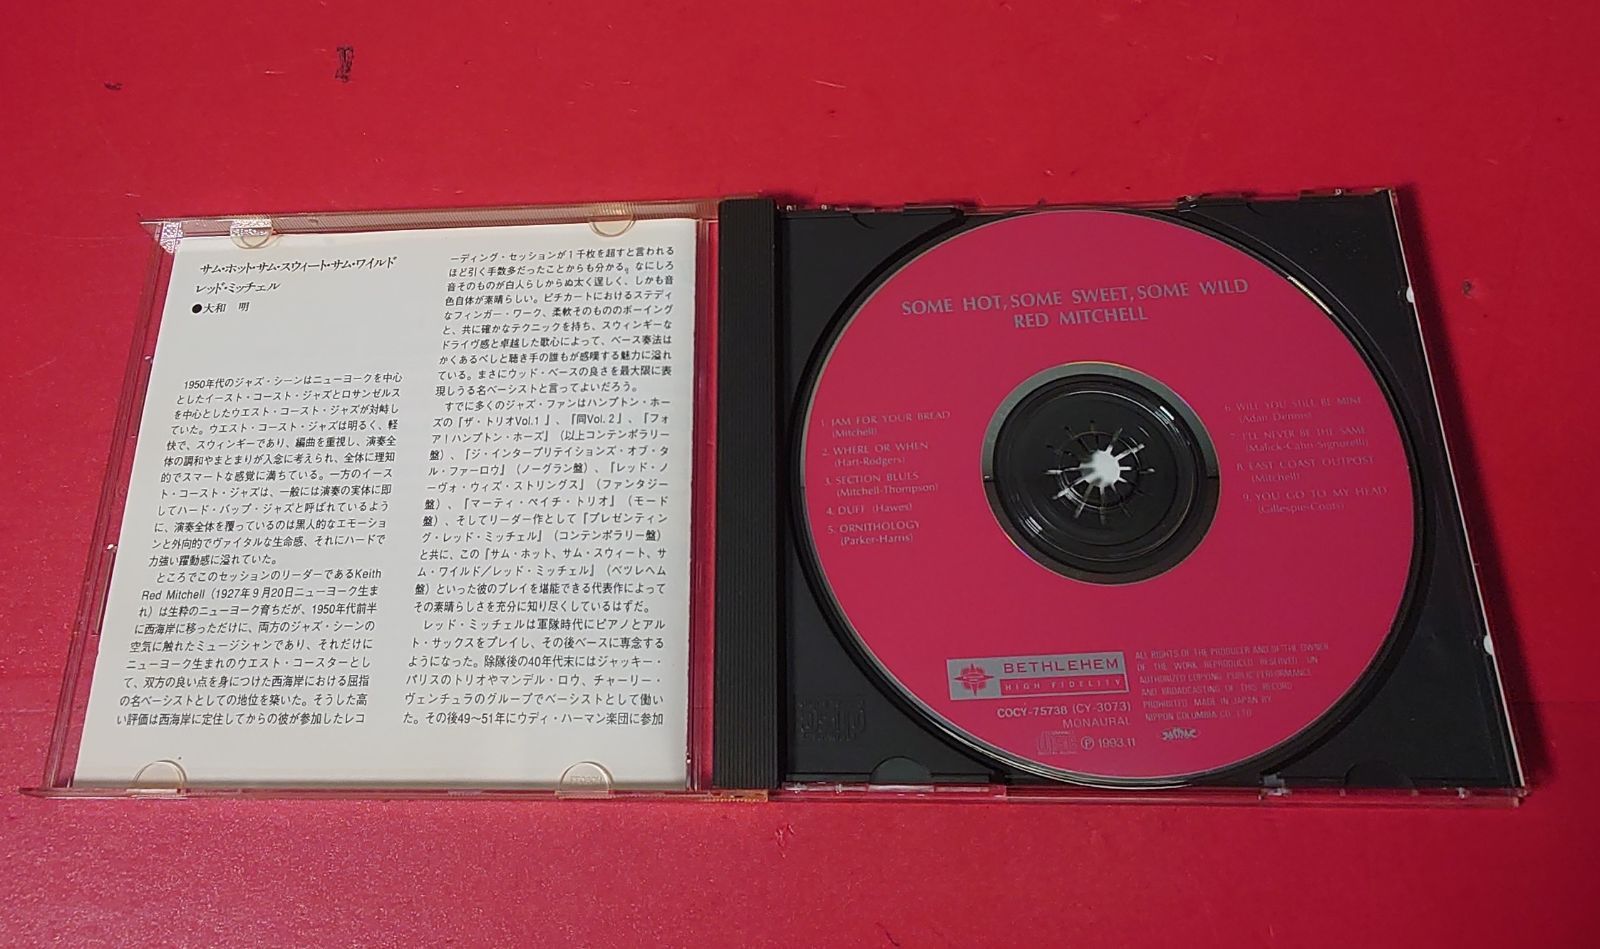 サム・ホット・サム・スウィート・サム・ワイルド
レッド・ミッチェル
●大和 明
1950年代のジャズ・シーンはニューヨークを中心
としたイースト・コースト・ジャズとロサンゼルス
を中心としたウエスト・コースト・ジャズが対峙し
ていた。ウエスト・コースト・ジャズは明るく、軽
快で、スウィンギーであり、編曲を重視し、演奏全
体の調和やまとまりが入念に考えられ、全体に理知
的でスマートな感覚に満ちている。一方のイース
ト・コースト・ジャズは、一般には演奏の実体に即
してハード・バップ・ジャズと呼ばれているよう
に、演奏全体を覆っているのは黒人的なエモーショ
ンと外向的でヴァイタルな生命感、それにハードで
力強い躍動感に溢れていた。
ところでこのセッションのリーダーであるKeith
Red Mitchell（1927年9月20日ニューヨーク生ま
れ）は生粋のニューヨーク育ちだが、1950年代前半
に西海岸に移っただけに、両方のジャズ・シーンの
空気に触れたミュージシャンであり、それだけに
ニューヨーク生まれのウエスト・コースターとし
て、双方の良い点を身につけた西海岸における屈指
の名ベーシストとしての地位を築いた。そうした高
い評価は西海岸に定住してからの彼が参加したレコ
ーディング・セッションが1千枚を超すと言われる
ほど引く手数多だったことからも分かる。なにしろ
音そのものが白人らしからぬ太く逞しく、しかも音
色自体が素晴らしい。ピチカートにおけるステディ
なフィンガー・ワーク、柔軟そのもののボーイング
と、共に確かなテクニックを持ち、スウィンギーな
ドライヴ感と卓越した歌心によって、ベース奏法は
かくあるべしと聴き手の誰もが感嘆する魅力に溢れ
ている。まさにウッド・ベースの良さを最大限に表
現しうる名ベーシストと言ってよいだろう。
すでに多くのジャズ・ファンはハンプトン・ホー
ズの『ザ・トリオVol.1』、『同Vol.2』、『フォ
ア！ハンプトン・ホーズ』（以上コンテンポラリー
盤）、『ジ・インタープリテイションズ・オブ・タ
ル・ファーロウ』（ノーグラン盤）、『レッド・ノ
ーヴォ・ウィズ・ストリングス』（ファンタジー
盤）、『マーティ・ペイチ・トリオ』（モード
盤）、そしてリーダー作として『プレゼンティン
グ・レッド・ミッチェル』（コンテンポラリー盤）
と共に、この『サム・ホット、サム・スウィート、サ
ム・ワイルド／レッド・ミッチェル』（ベツレヘム
盤）といった彼のプレイを堪能できる代表作によって
その素晴らしさを充分に知り尽くしているはずだ。
レッド・ミッチェルは軍隊時代にピアノとアル
ト・サックスをプレイし、その後ベースに専念する
ようになった。除隊後の40年代末にはジャッキー・
パリスのトリオやマンデル・ロウ、チャーリー・
ヴェンチュラのグループでベーシストとして働い
た。その後49～51年にウディ・ハーマン楽団に参加
SOME HOT, SOME SWEET, SOME WILD
RED MITCHELL
1. JAM FOR YOUR BREAD
(Mitchell)
2. WHERE OR WHEN
(Hart-Rodgers)
3. SECTION BLUES
(Mitchell-Thompson)
4. DUFF (Hawes)
5. ORNITHOLOGY
(Parker-Harris)
6. WILL YOU STILL BE MINE
(Adair-Dennis)
7. I'LL NEVER BE THE SAME
(Malick-Cahn-Signorelli)
8. EAST COAST OUTPOST
(Mitchell)
9. YOU GO TO MY HEAD
(Gillespie-Coots)
BETHLEHEM
HIGH FIDELITY
COCY-75738 (CY-3073)
MONAURAL
Ⓟ 1993.11
ALL RIGHTS OF THE PRODUCER AND OF THE OWNER
OF THE WORK REPRODUCED RESERVED. UN
AUTHORIZED COPYING PUBLIC PERFORMANCE
AND BROADCASTING OF THIS RECORD
PROHIBITED MADE IN JAPAN BY
NIPPON COLUMBIA CO., LTD
JASRAC